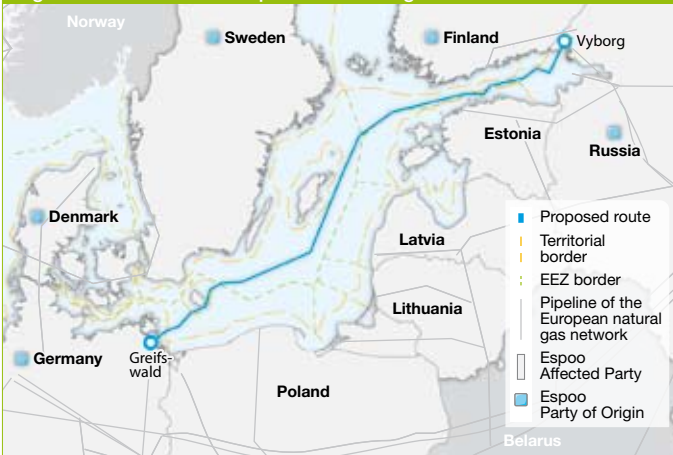 Norway
Sweden
Finland
Vyborg
Estonia
Russia
Denmark
Latvia
Lithuania
Germany
Greifs-
wald
Poland
Belarus
Proposed route
Territorial
border
EEZ border
Pipeline of the
European natural
gas network
Espoo
Affected Party
Espoo
Party of Origin